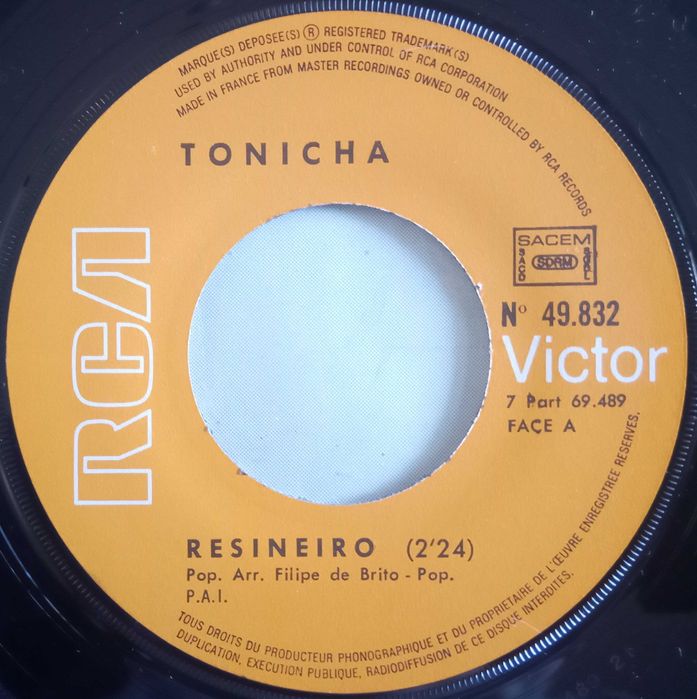 MARQUE(S) DEPOSEE(S) ® REGISTERED TRADEMARK(S)
USED BY AUTHORITY AND UNDER CONTROL OF RCA CORPORATION
MADE IN FRANCE FROM MASTER RECORDINGS OWNED OR CONTROLLED BY RCA RECORDS
TONICHA
RCA
SACEM
SACD SDRM SGDL
N° 49.832
Victor
7 Part 69.489
FACE A
RESINEIRO (2'24)
Pop. Arr. Filipe de Brito - Pop.
P.A.I.
TOUS DROITS DU PRODUCTEUR PHONOGRAPHIQUE ET DU PROPRIETAIRE DE L'ŒUVRE ENREGISTREE RESERVES.
DUPLICATION, EXECUTION PUBLIQUE, RADIODIFFUSION DE CE DISQUE INTERDITES.